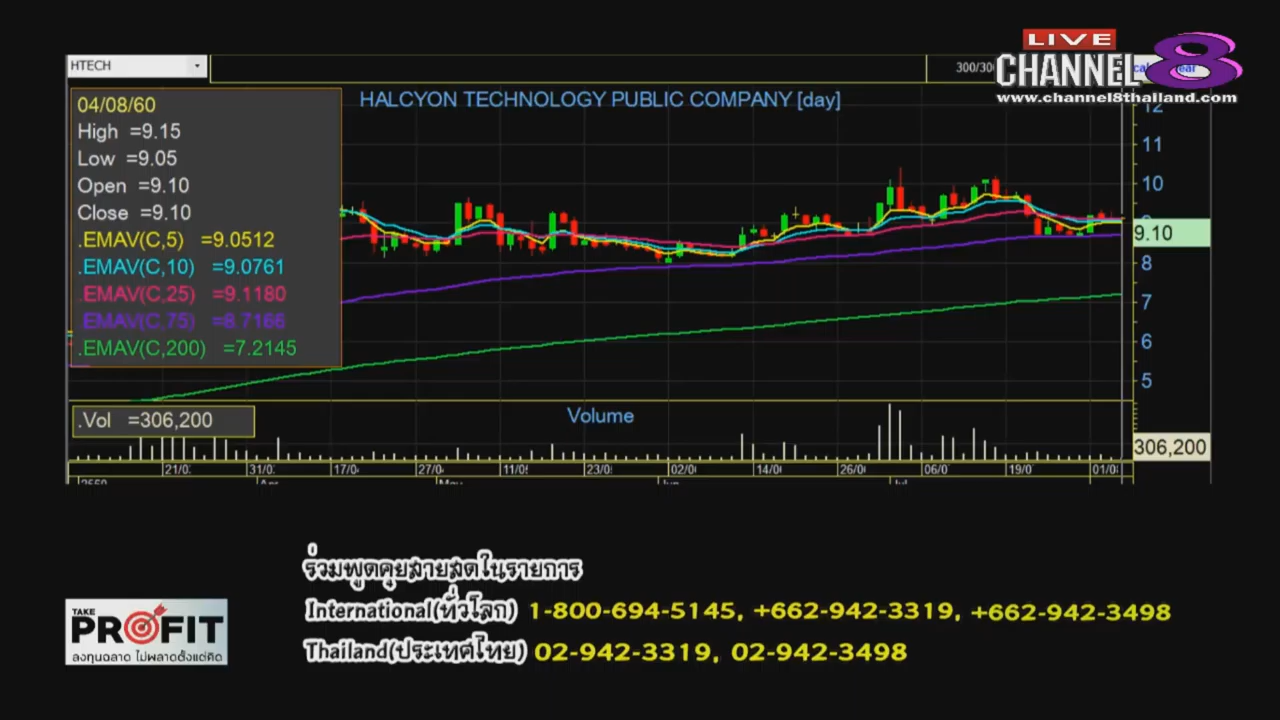 LIVE
CHANNEL 8
www.channel8thailand.com
HTECH
300/300
HALCYON TECHNOLOGY PUBLIC COMPANY [day]
04/08/60
High =9.15
Low =9.05
Open =9.10
Close =9.10
.EMAV(C,5) =9.0512
.EMAV(C,10) =9.0761
.EMAV(C,25) =9.1180
.EMAV(C,75) =8.7166
.EMAV(C,200) =7.2145
12
11
10
9
9.10
8
7
6
5
.Vol =306,200
Volume
306,200
21/0
31/0
17/0
27/0
11/0
23/0
02/0
14/0
26/0
06/0
19/0
01/0
ร่วมพูดคุยสายสดในรายการ
International(ทั่วโลก) 1-800-694-5145, +662-942-3319, +662-942-3498
Thailand(ประเทศไทย) 02-942-3319, 02-942-3498
TAKE
PROFIT
ลงทุนฉลาด ไม่พลาดตั้งแต่คิด